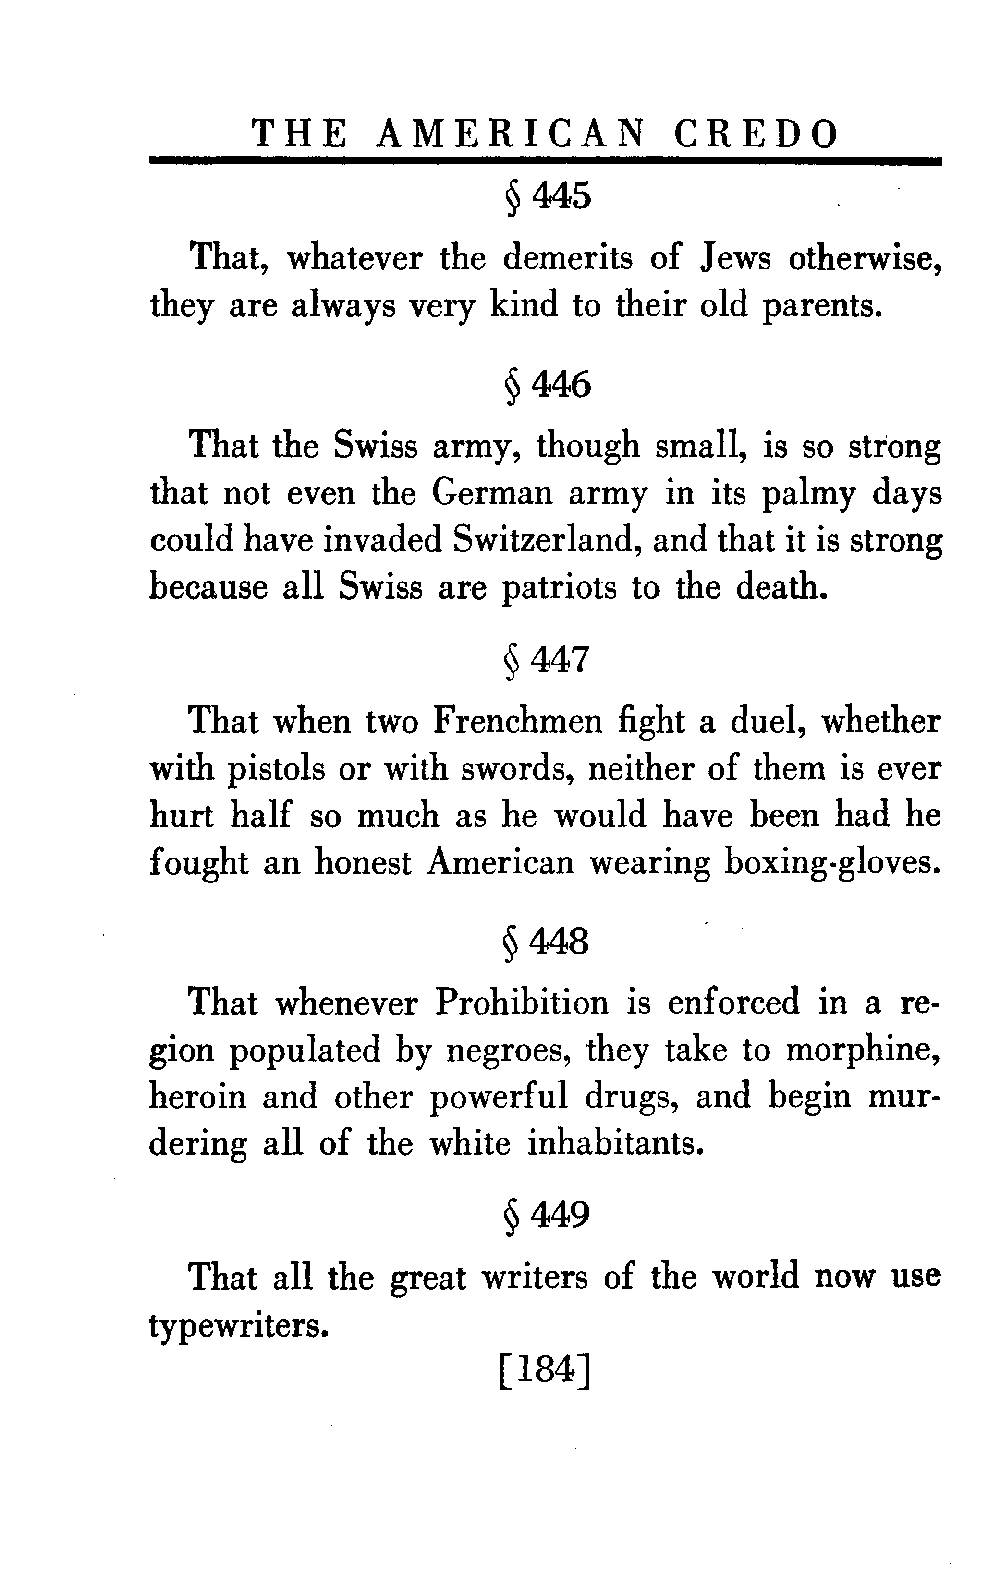 THE AMERICAN CREDO
§ 445
That, whatever the demerits of Jews otherwise,
they are always very kind to their old parents.
§ 446
That the Swiss army, though small, is so strong
that not even the German army in its palmy days
could have invaded Switzerland, and that it is strong
because all Swiss are patriots to the death.
§ 447
That when two Frenchmen fight a duel, whether
with pistols or with swords, neither of them is ever
hurt half so much as he would have been had he
fought an honest American wearing boxing-gloves.
§ 448
That whenever Prohibition is enforced in a re-
gion populated by negroes, they take to morphine,
heroin and other powerful drugs, and begin mur-
dering all of the white inhabitants.
§ 449
That all the great writers of the world now use
typewriters.
[184]